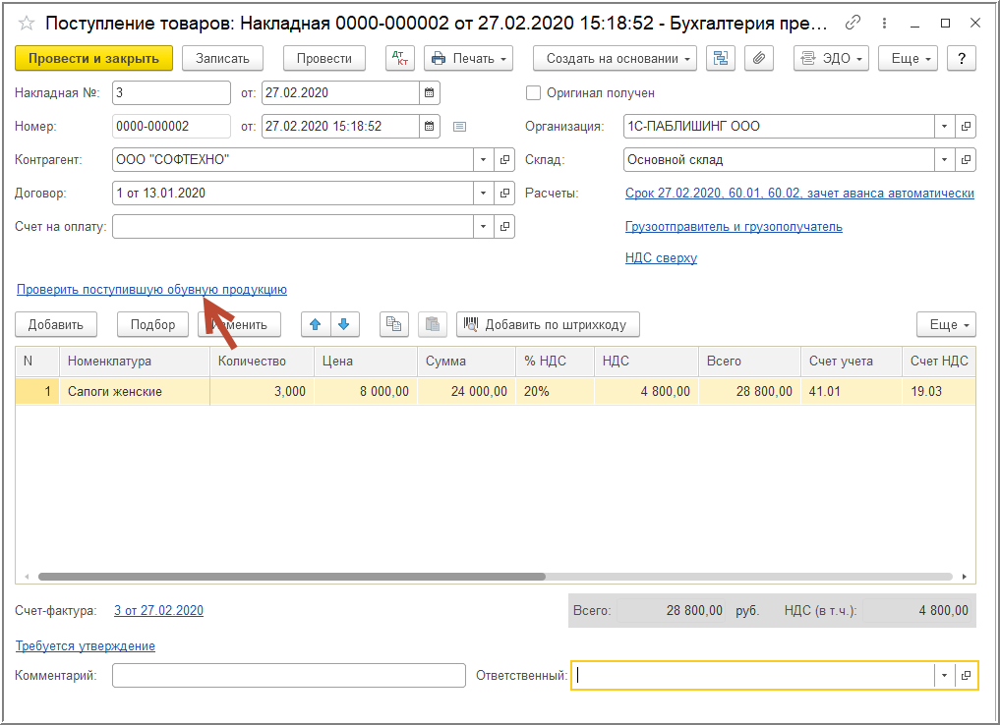 Поступление товаров: Накладная 0000-000002 от 27.02.2020 15:18:52 - Бухгалтерия пре...
Провести и закрыть Записать Провести Дт Кт Печать Создать на основании ЭДО Еще ?
Накладная №: 3 от: 27.02.2020 Оригинал получен
Номер: 0000-000002 от: 27.02.2020 15:18:52 Организация: 1С-ПАБЛИШИНГ ООО
Контрагент: ООО "СОФТЕХНО" Склад: Основной склад
Договор: 1 от 13.01.2020 Расчеты: Срок 27.02.2020, 60.01, 60.02, зачет аванса автоматически
Счет на оплату: Грузоотправитель и грузополучатель
НДС сверху
Проверить поступившую обувную продукцию
Добавить Подбор менить Добавить по штрихкоду Еще
N Номенклатура Количество Цена Сумма % НДС НДС Всего Счет учета Счет НДС
1 Сапоги женские 3,000 8 000,00 24 000,00 20% 4 800,00 28 800,00 41.01 19.03
Счет-фактура: 3 от 27.02.2020 Всего: 28 800,00 руб. НДС (в т.ч.): 4 800,00
Требуется утверждение
Комментарий: Ответственный: